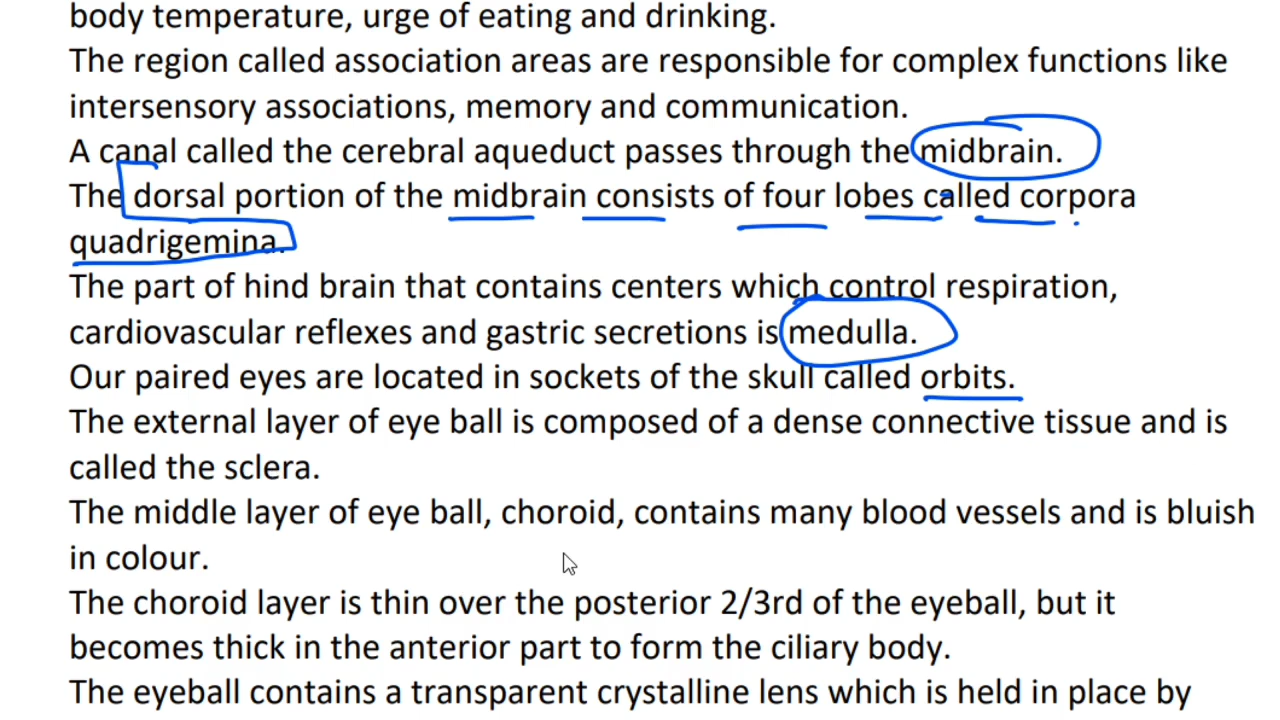 body temperature, urge of eating and drinking.
The region called association areas are responsible for complex functions like
intersensory associations, memory and communication.
A canal called the cerebral aqueduct passes through the midbrain.
The dorsal portion of the midbrain consists of four lobes called corpora
quadrigemina.
The part of hind brain that contains centers which control respiration,
cardiovascular reflexes and gastric secretions is medulla.
Our paired eyes are located in sockets of the skull called orbits.
The external layer of eye ball is composed of a dense connective tissue and is
called the sclera.
The middle layer of eye ball, choroid, contains many blood vessels and is bluish
in colour.
The choroid layer is thin over the posterior 2/3rd of the eyeball, but it
becomes thick in the anterior part to form the ciliary body.
The eyeball contains a transparent crystalline lens which is held in place by